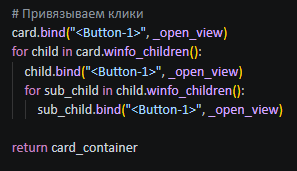 # Привязываем клики
card.bind("<Button-1>", _open_view)
for child in card.winfo_children():
    child.bind("<Button-1>", _open_view)
    for sub_child in child.winfo_children():
        sub_child.bind("<Button-1>", _open_view)

return card_container